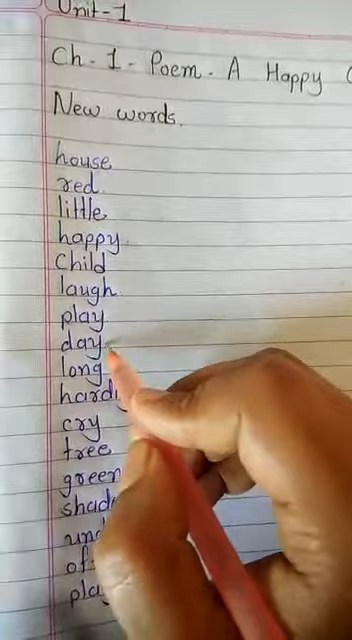 Unit-1
Ch. 1- Poem. A Happy
New words.
house
red
little
happy.
Child
laugh
play
day
long
cry
tree
green
of